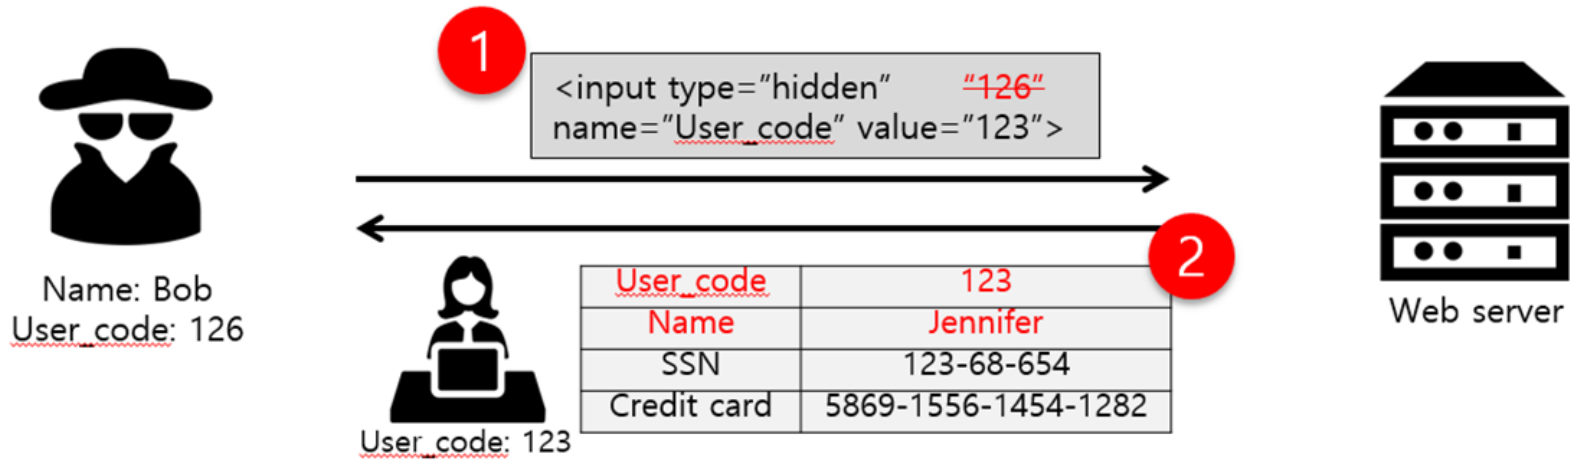 1
<input type="hidden" "126"
name="User_code" value="123">
2
Name: Bob
User_code: 126
User_code: 123
User_code 123
Name Jennifer
SSN 123-68-654
Credit card 5869-1556-1454-1282
Web server